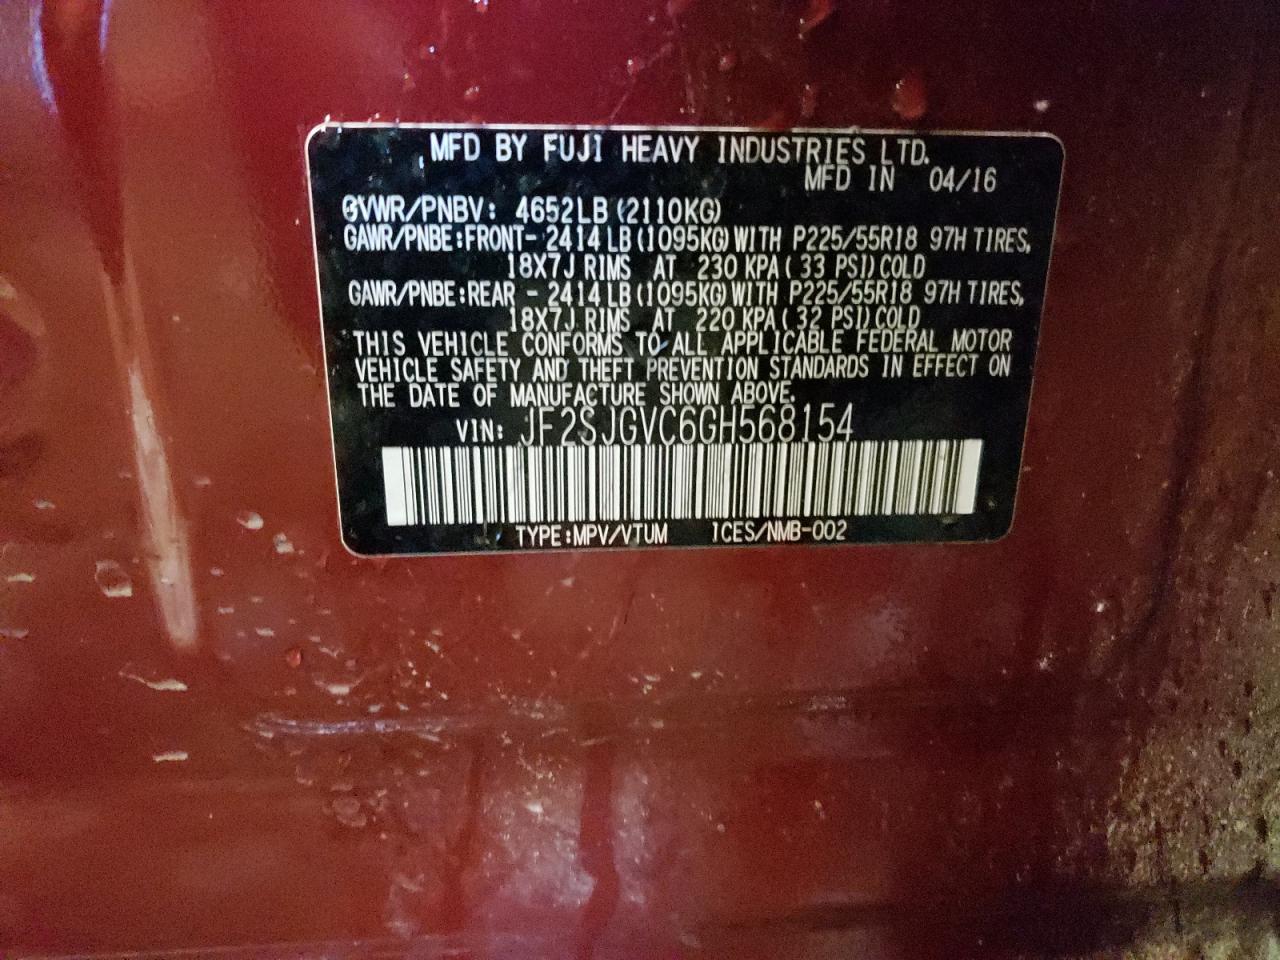 MFD BY FUJI HEAVY INDUSTRIES LTD.
MFD IN 04/16
GVWR/PNBV: 4652LB(2110KG)
GAWR/PNBE:FRONT- 2414LB(1095KG)WITH P225/55R18 97H TIRES,
18X7J RIMS AT 230 KPA(33 PSI)COLD
GAWR/PNBE:REAR - 2414LB(1095KG)WITH P225/55R18 97H TIRES,
18X7J RIMS AT 220 KPA(32 PSI)COLD
THIS VEHICLE CONFORMS TO ALL APPLICABLE FEDERAL MOTOR
VEHICLE SAFETY AND THEFT PREVENTION STANDARDS IN EFFECT ON
THE DATE OF MANUFACTURE SHOWN ABOVE.
VIN: JF2SJGVC6GH568154
TYPE:MPV/VTUM ICES/NMB-002